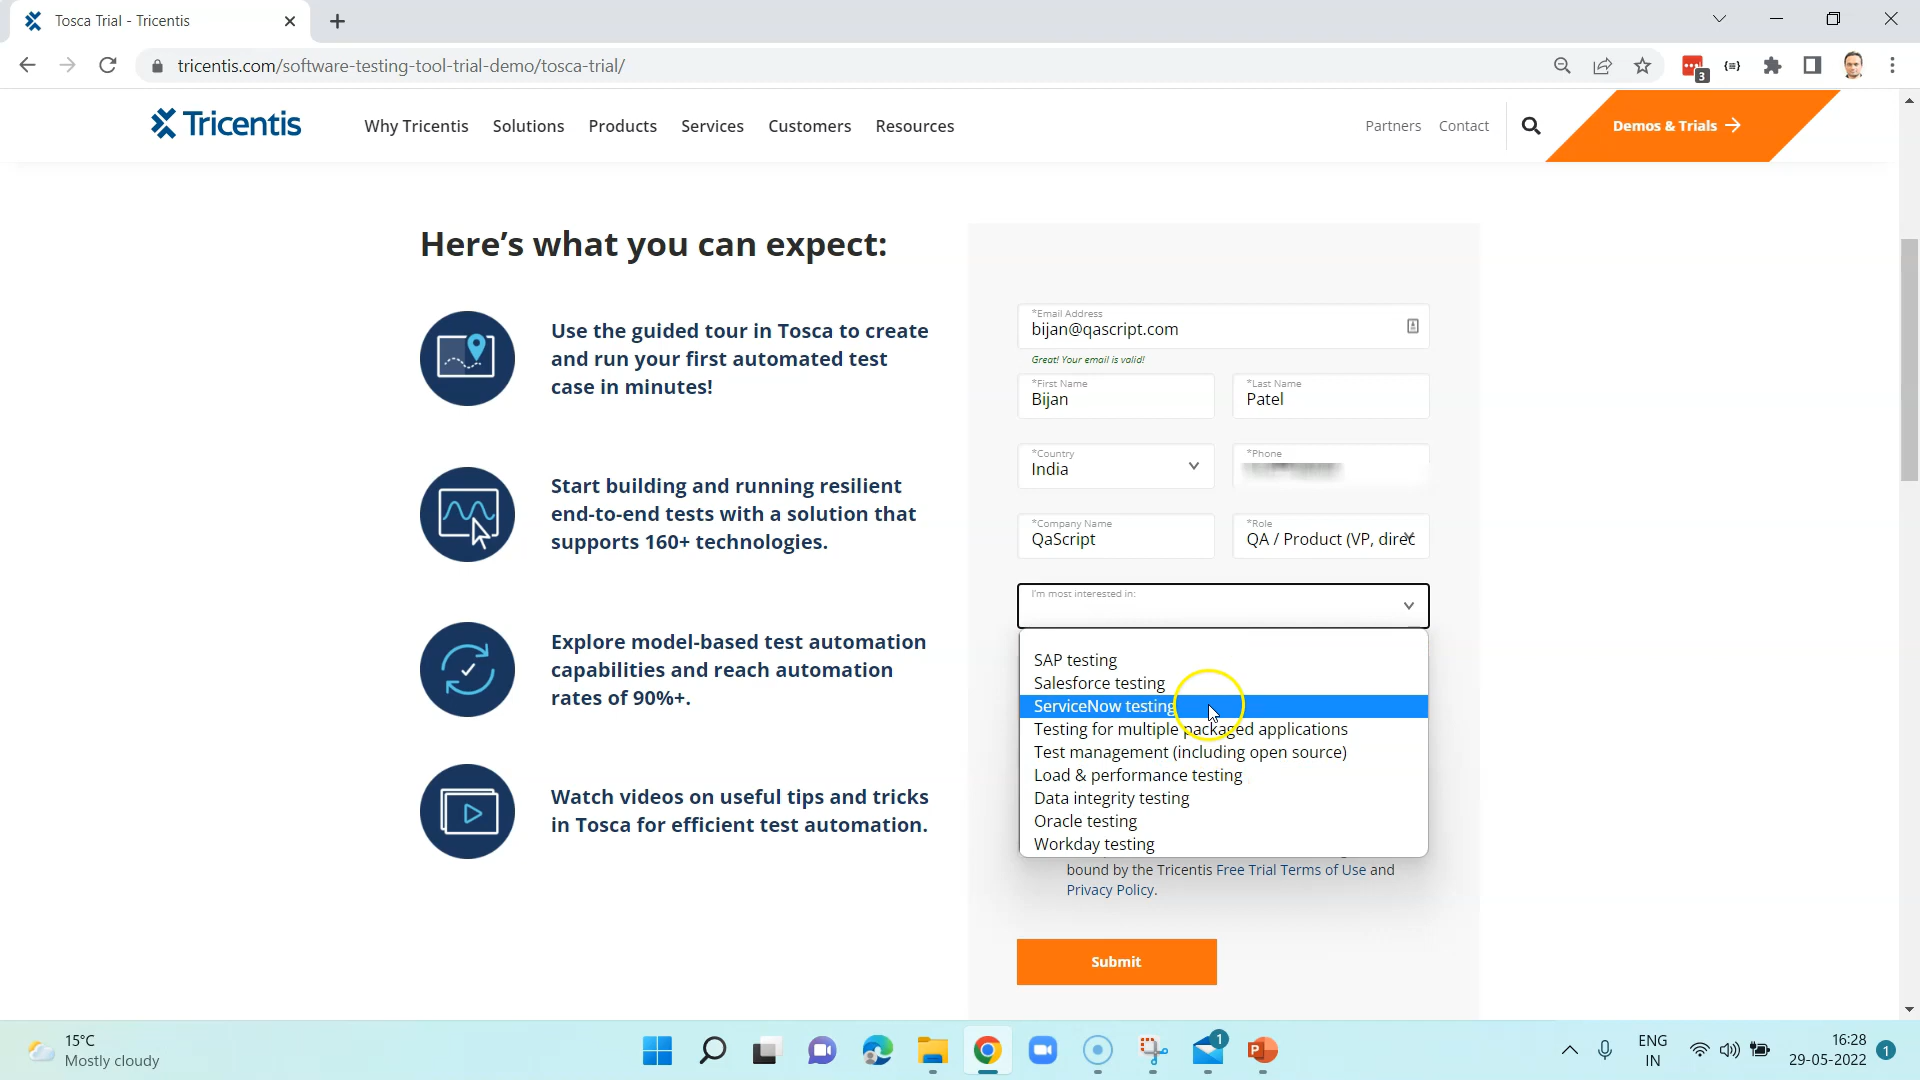 Tosca Trial - Tricentis
tricentis.com/software-testing-tool-trial-demo/tosca-trial/
3
Tricentis
Why Tricentis
Solutions
Products
Services
Customers
Resources
Partners
Contact
Demos & Trials
Here's what you can expect:
Use the guided tour in Tosca to create
and run your first automated test
case in minutes!
Start building and running resilient
end-to-end tests with a solution that
supports 160+ technologies.
Explore model-based test automation
capabilities and reach automation
rates of 90%+.
Watch videos on useful tips and tricks
in Tosca for efficient test automation.
*Email Address
bijan@qascript.com
Great! Your email is valid!
*First Name
Bijan
*Last Name
Patel
*Country
India
*Phone
*Company Name
QaScript
*Role
QA / Product (VP, direc
I'm most interested in:
SAP testing
Salesforce testing
ServiceNow testing
Testing for multiple packaged applications
Test management (including open source)
Load & performance testing
Data integrity testing
Oracle testing
Workday testing
bound by the Tricentis Free Trial Terms of Use and
Privacy Policy.
Submit
15°C
Mostly cloudy
1
ENG
IN
16:28
29-05-2022
1